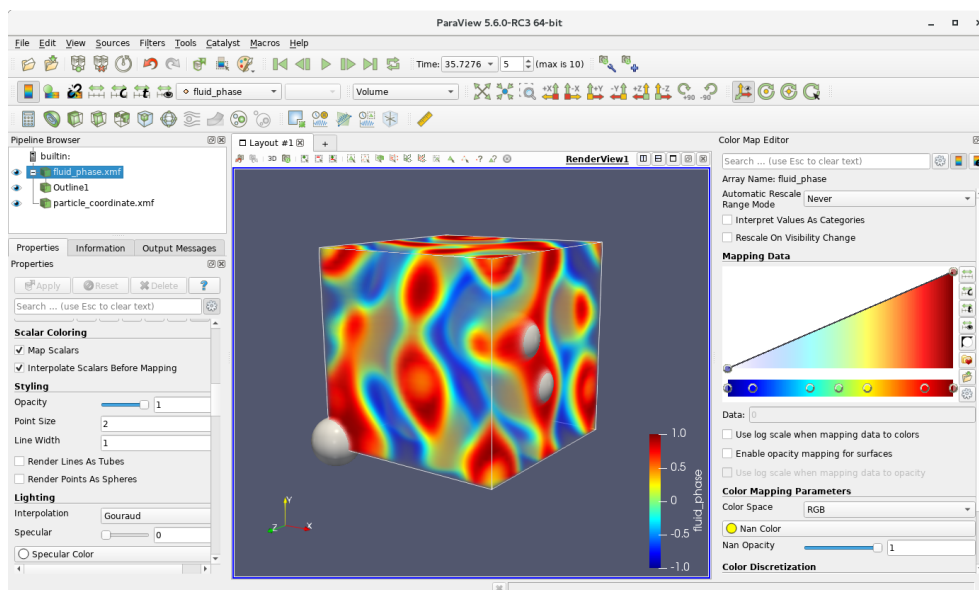 ParaView 5.6.0-RC3 64-bit
File Edit View Sources Filters Tools Catalyst Macros Help
Time: 35.7276 5 (max is 10)
fluid_phase Volume
+X -X +Y -Y +Z -Z +90 -90
Pipeline Browser
builtin:
fluid_phase.xmf
Outline1
particle_coordinate.xmf
Properties Information Output Messages
Properties
Apply Reset Delete ?
Search ... (use Esc to clear text)
Scalar Coloring
Map Scalars
Interpolate Scalars Before Mapping
Styling
Opacity 1
Point Size 2
Line Width 1
Render Lines As Tubes
Render Points As Spheres
Lighting
Interpolation Gouraud
Specular 0
Specular Color
Layout #1 +
3D RenderView1
1.0
0.5
0
-0.5
-1.0
fluid_phase
Y
Z X
Color Map Editor
Search ... (use Esc to clear text)
Array Name: fluid_phase
Automatic Rescale Range Mode Never
Interpret Values As Categories
Rescale On Visibility Change
Mapping Data
Data: 0
Use log scale when mapping data to colors
Enable opacity mapping for surfaces
Use log scale when mapping data to opacity
Color Mapping Parameters
Color Space RGB
Nan Color
Nan Opacity 1
Color Discretization